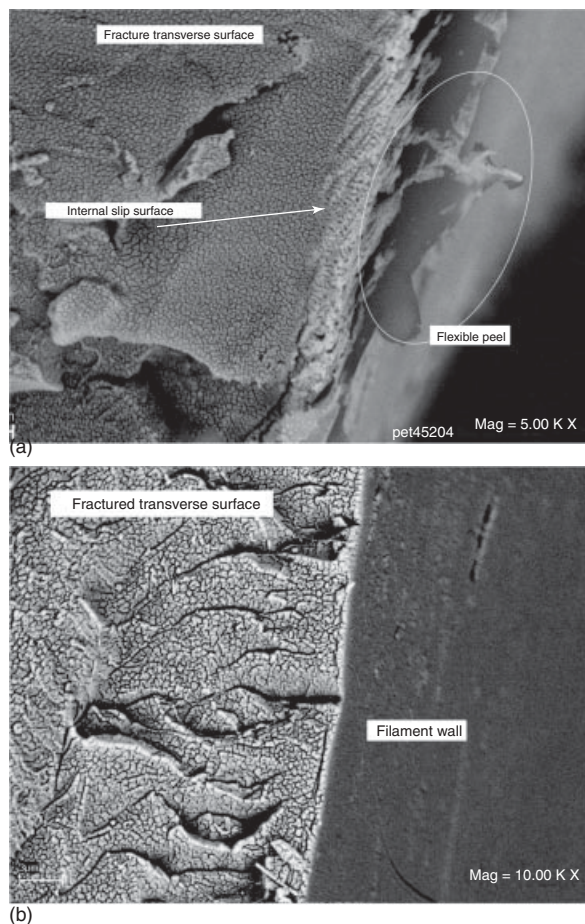 Fracture transverse surface
Internal slip surface
Flexible peel
pet45204
Mag = 5.00 K X
(a)
Fractured transverse surface
Filament wall
Mag = 10.00 K X
(b)